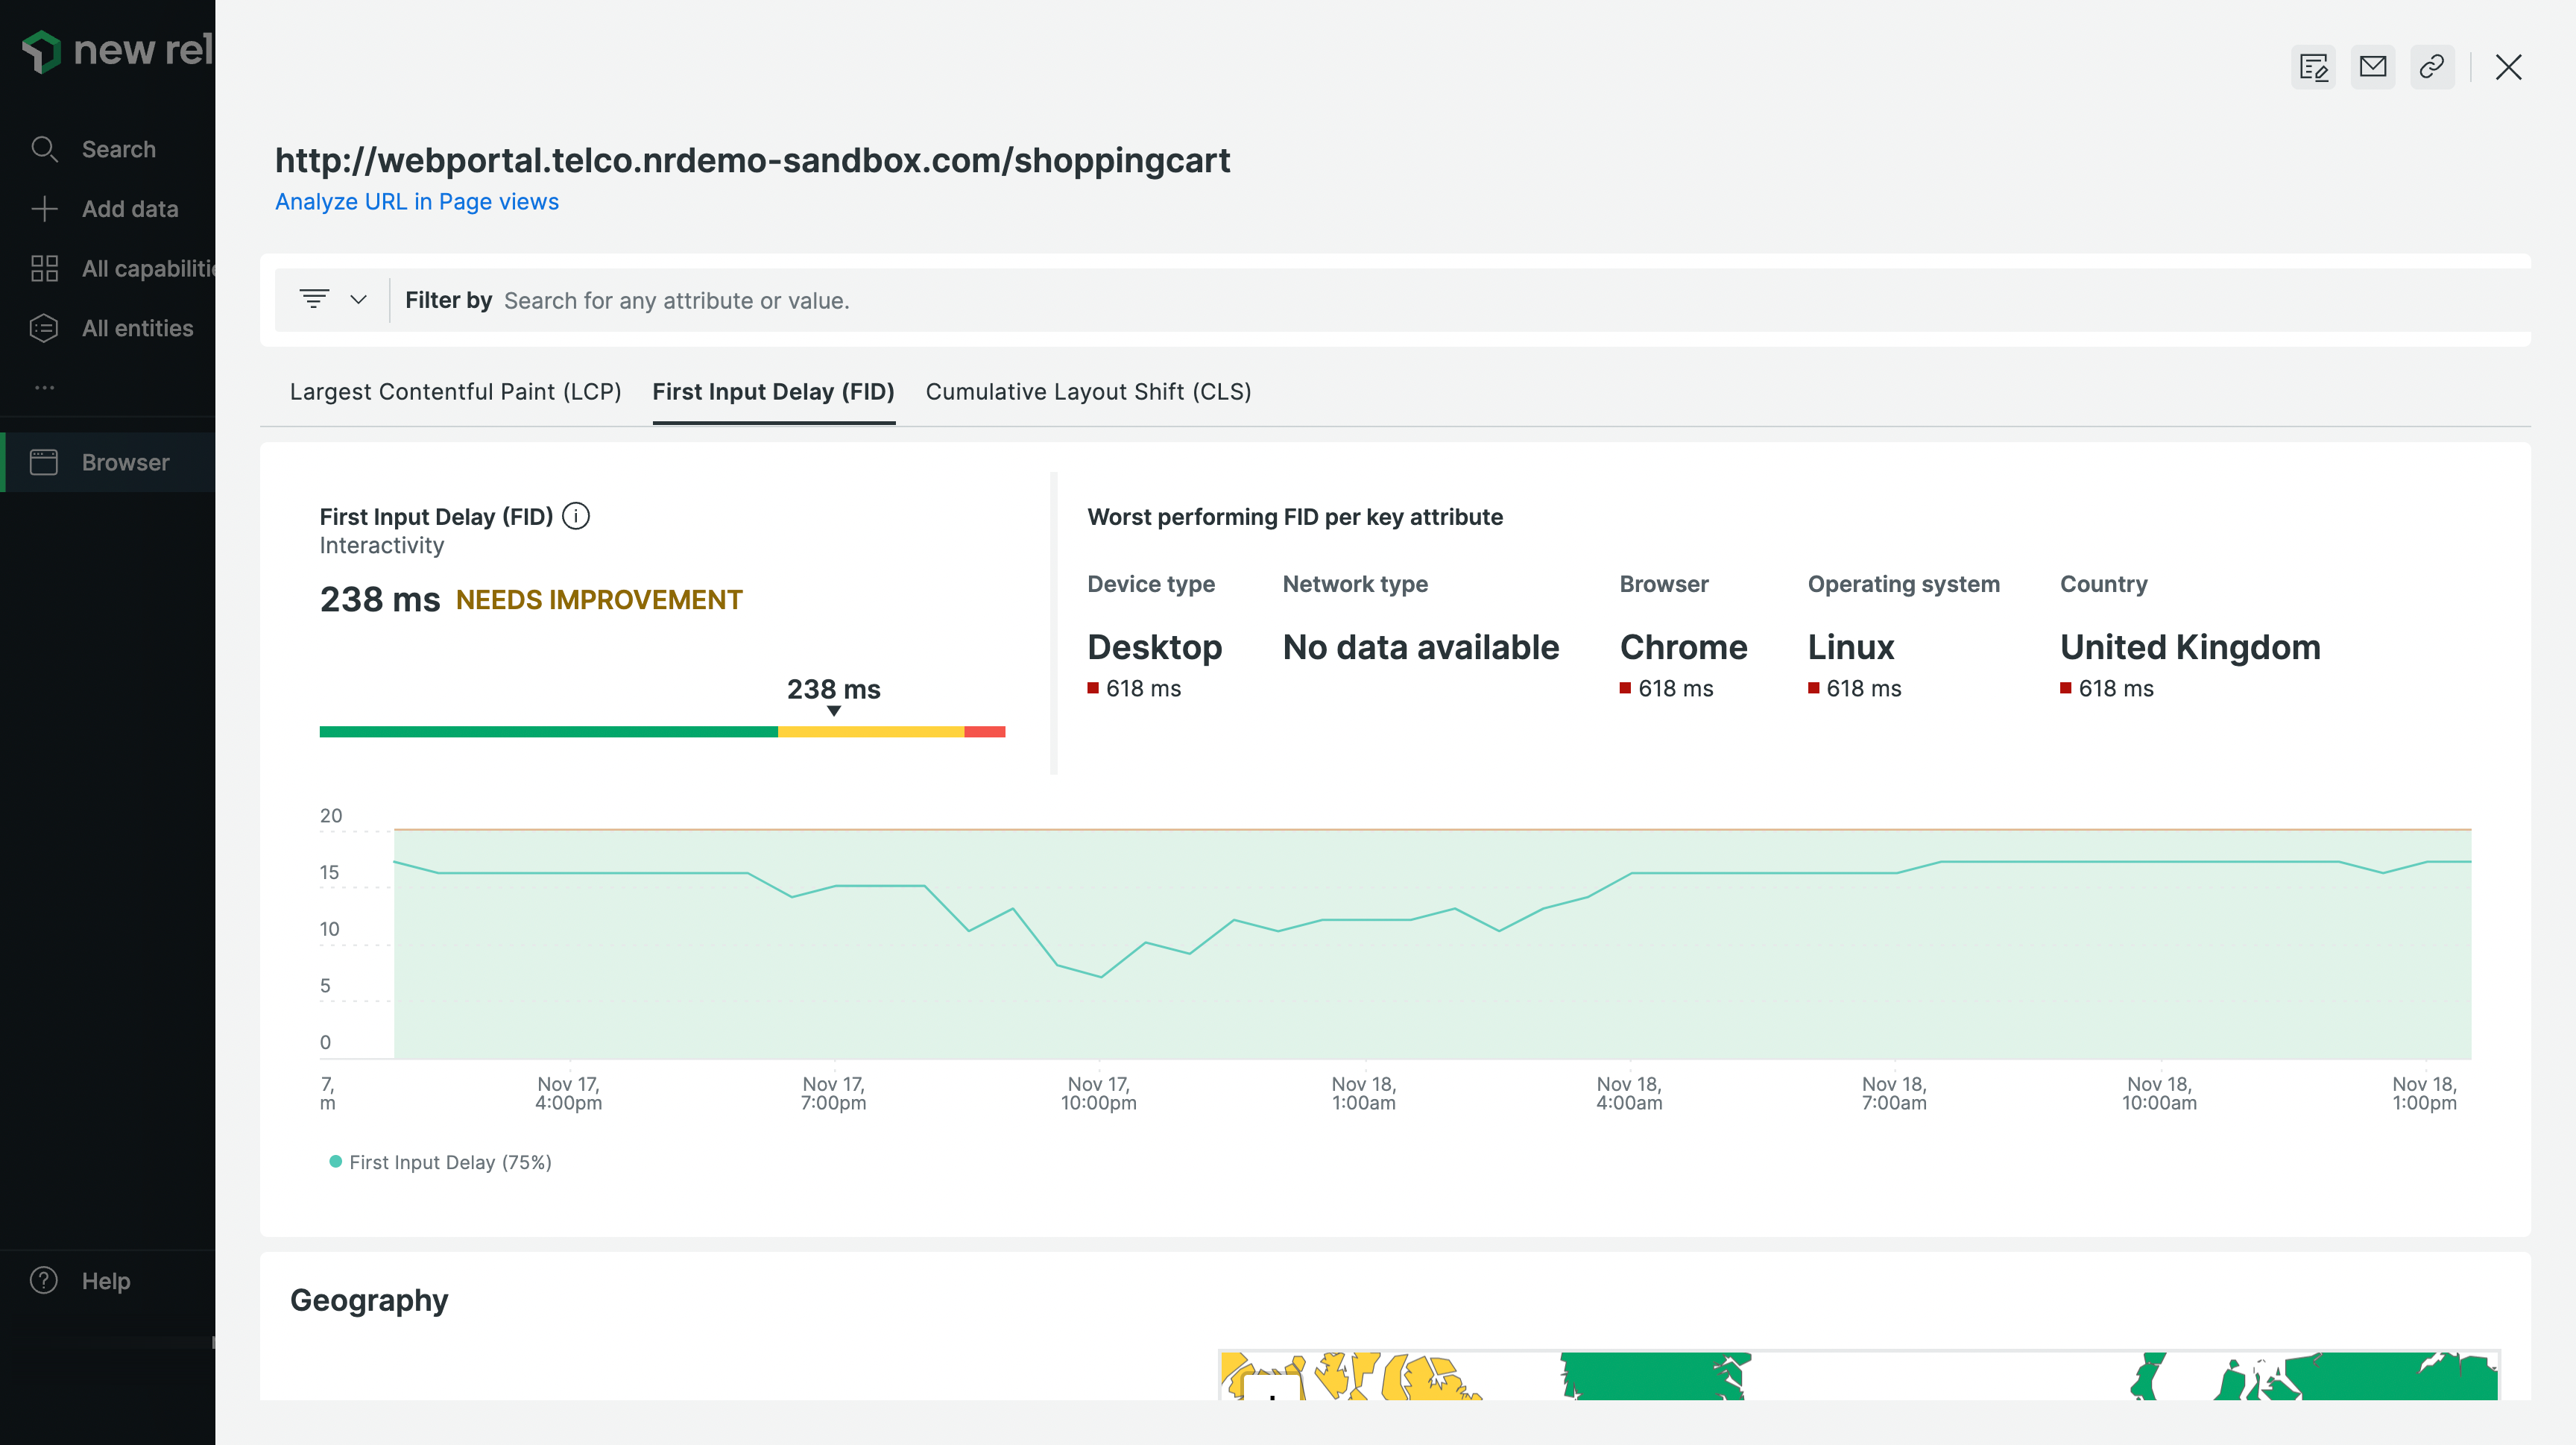 new rel
Search
Add data
All capabiliti
All entities
...
Browser
Help
http://webportal.telco.nrdemo-sandbox.com/shoppingcart
Analyze URL in Page views
Filter by Search for any attribute or value.
Largest Contentful Paint (LCP) First Input Delay (FID) Cumulative Layout Shift (CLS)
First Input Delay (FID)
Interactivity
238 ms NEEDS IMPROVEMENT
238 ms
Worst performing FID per key attribute
Device type Network type Browser Operating system Country
Desktop No data available Chrome Linux United Kingdom
618 ms 618 ms 618 ms 618 ms
20
15
10
5
0
7, Nov 17, Nov 17, Nov 17, Nov 18, Nov 18, Nov 18, Nov 18, Nov 18,
m 4:00pm 7:00pm 10:00pm 1:00am 4:00am 7:00am 10:00am 1:00pm
First Input Delay (75%)
Geography